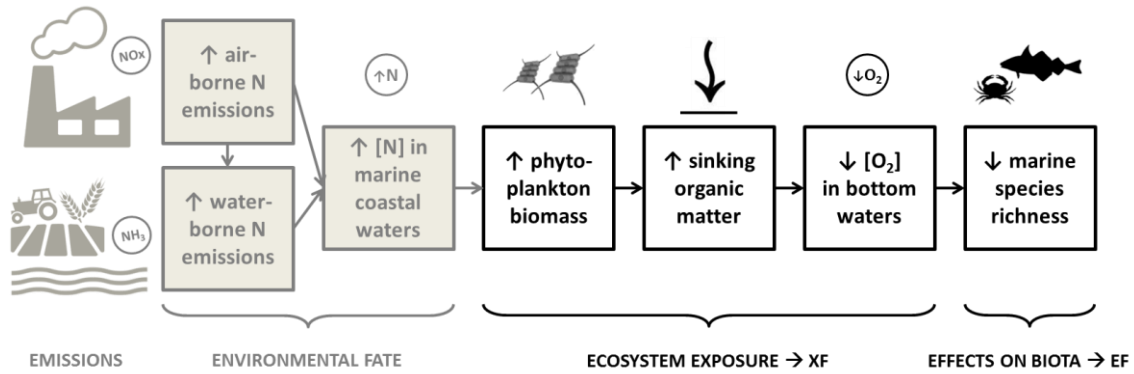 NOx
↑ air-
borne N
emissions
↑N
↓O₂
NH₃
↑ water-
borne N
emissions
↑ [N] in
marine
coastal
waters
↑ phyto-
plankton
biomass
↑ sinking
organic
matter
↓ [O₂]
in bottom
waters
↓ marine
species
richness
EMISSIONS
ENVIRONMENTAL FATE
ECOSYSTEM EXPOSURE → XF
EFFECTS ON BIOTA → EF